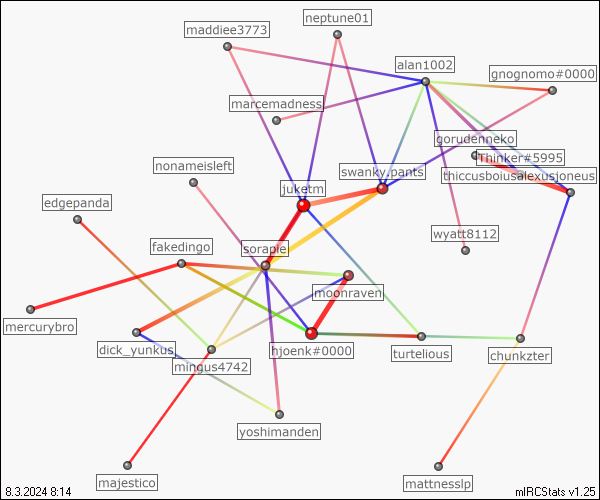 neptune01
maddiee3773
alan1002
gnognomo#0000
marcemadness
gorudenneko
Thinker#5995
nonameisleft
swanky.pants
thiccusboiusalexusjoneus
juketm
edgepanda
wyatt8112
fakedingo
sorapie
moonraven
mercurybro
dick_yunkus
hjoenk#0000
turtelious
chunkzter
mingus4742
yoshimanden
majestico
mattnesslp
8.3.2024 8:14
mIRCStats v1.25